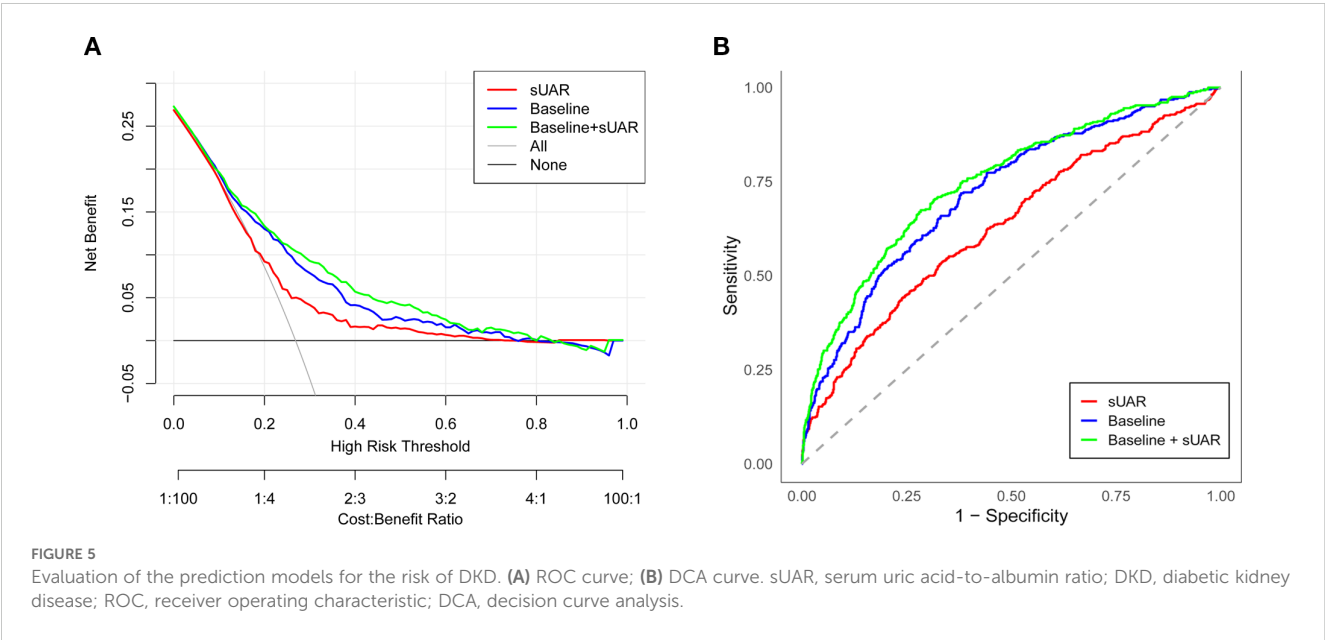 A
sUAR
Baseline
Baseline+sUAR
All
None
Net Benefit
0.25
0.15
0.05
−0.05
0.0 0.2 0.4 0.6 0.8 1.0
High Risk Threshold
1:100 1:4 2:3 3:2 4:1 100:1
Cost:Benefit Ratio
B
Sensitivity
1.00
0.75
0.50
0.25
0.00
sUAR
Baseline
Baseline + sUAR
0.00 0.25 0.50 0.75 1.00
1 − Specificity
FIGURE 5
Evaluation of the prediction models for the risk of DKD. (A) ROC curve; (B) DCA curve. sUAR, serum uric acid-to-albumin ratio; DKD, diabetic kidney
disease; ROC, receiver operating characteristic; DCA, decision curve analysis.